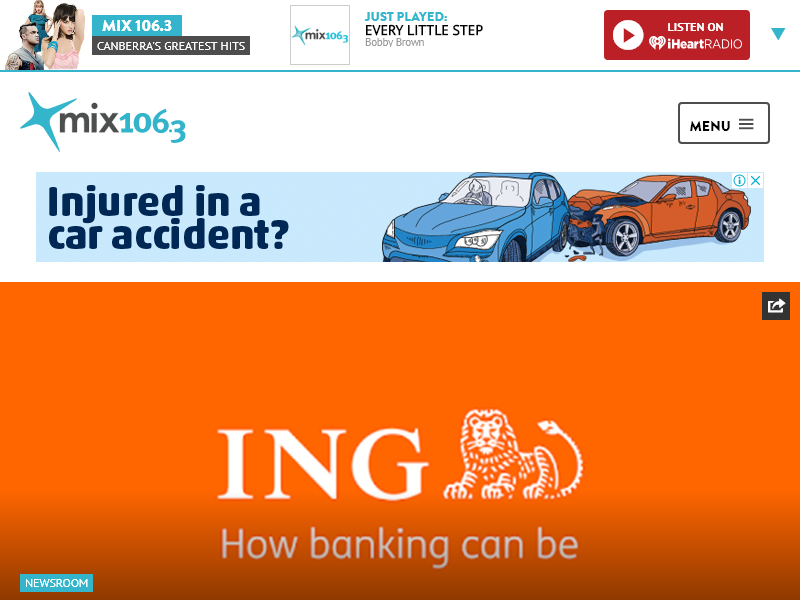 MIX 106.3
CANBERRA'S GREATEST HITS
mix106.3
JUST PLAYED:
EVERY LITTLE STEP
Bobby Brown
LISTEN ON
iHeartRADIO
mix106.3
MENU
Injured in a
car accident?
ING
How banking can be
NEWSROOM